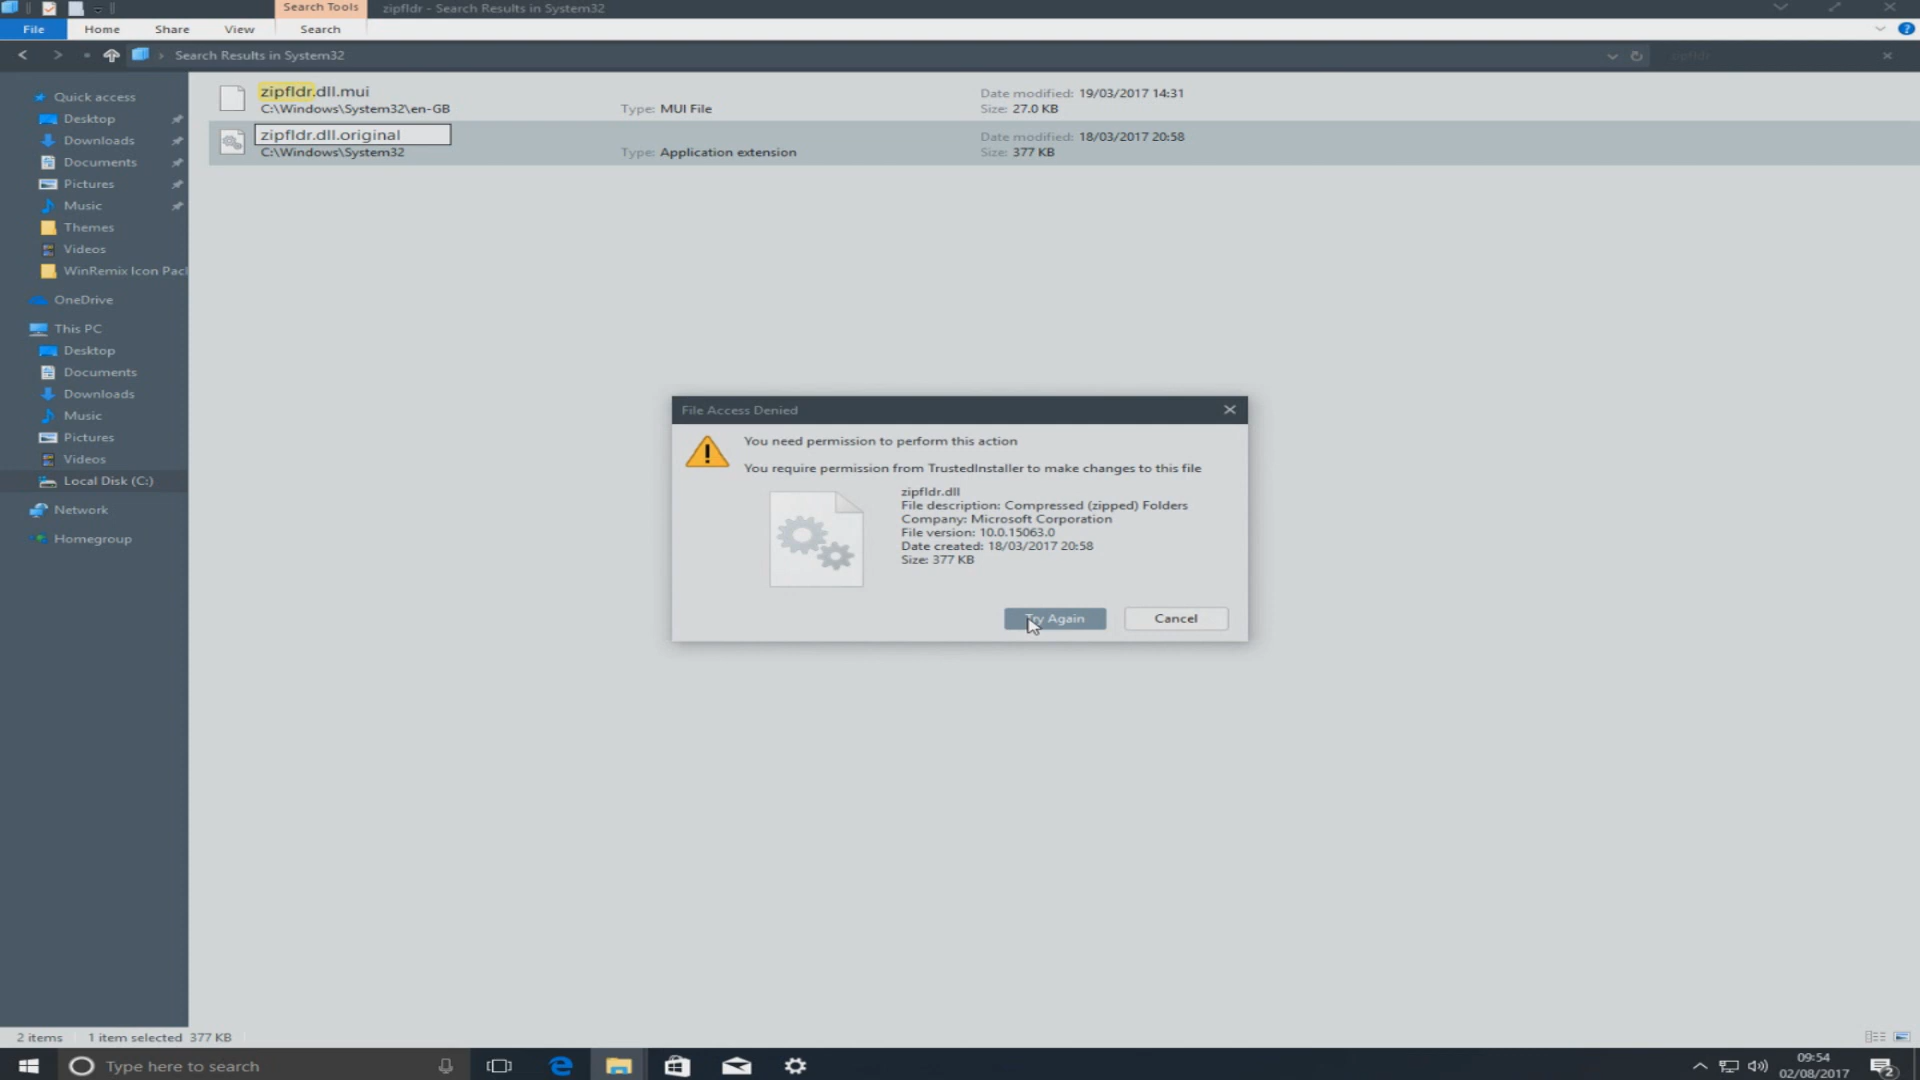 Search Tools
zipfldr - Search Results in System32
File
Home
Share
View
Search
Search Results in System32
zipfldr
Quick access
Desktop
Downloads
Documents
Pictures
Music
Themes
Videos
WinRemix Icon Pac
OneDrive
This PC
Desktop
Documents
Downloads
Music
Pictures
Videos
Local Disk (C:)
Network
Homegroup
zipfldr.dll.mui
C:\Windows\System32\en-GB
Type: MUI File
Date modified: 19/03/2017 14:31
Size: 27.0 KB
zipfldr.dll.original
C:\Windows\System32
Type: Application extension
Date modified: 18/03/2017 20:58
Size: 377 KB
File Access Denied
You need permission to perform this action
You require permission from TrustedInstaller to make changes to this file
zipfldr.dll
File description: Compressed (zipped) Folders
Company: Microsoft Corporation
File version: 10.0.15063.0
Date created: 18/03/2017 20:58
Size: 377 KB
Try Again
Cancel
2 items
1 item selected 377 KB
Type here to search
09:54
02/08/2017
2